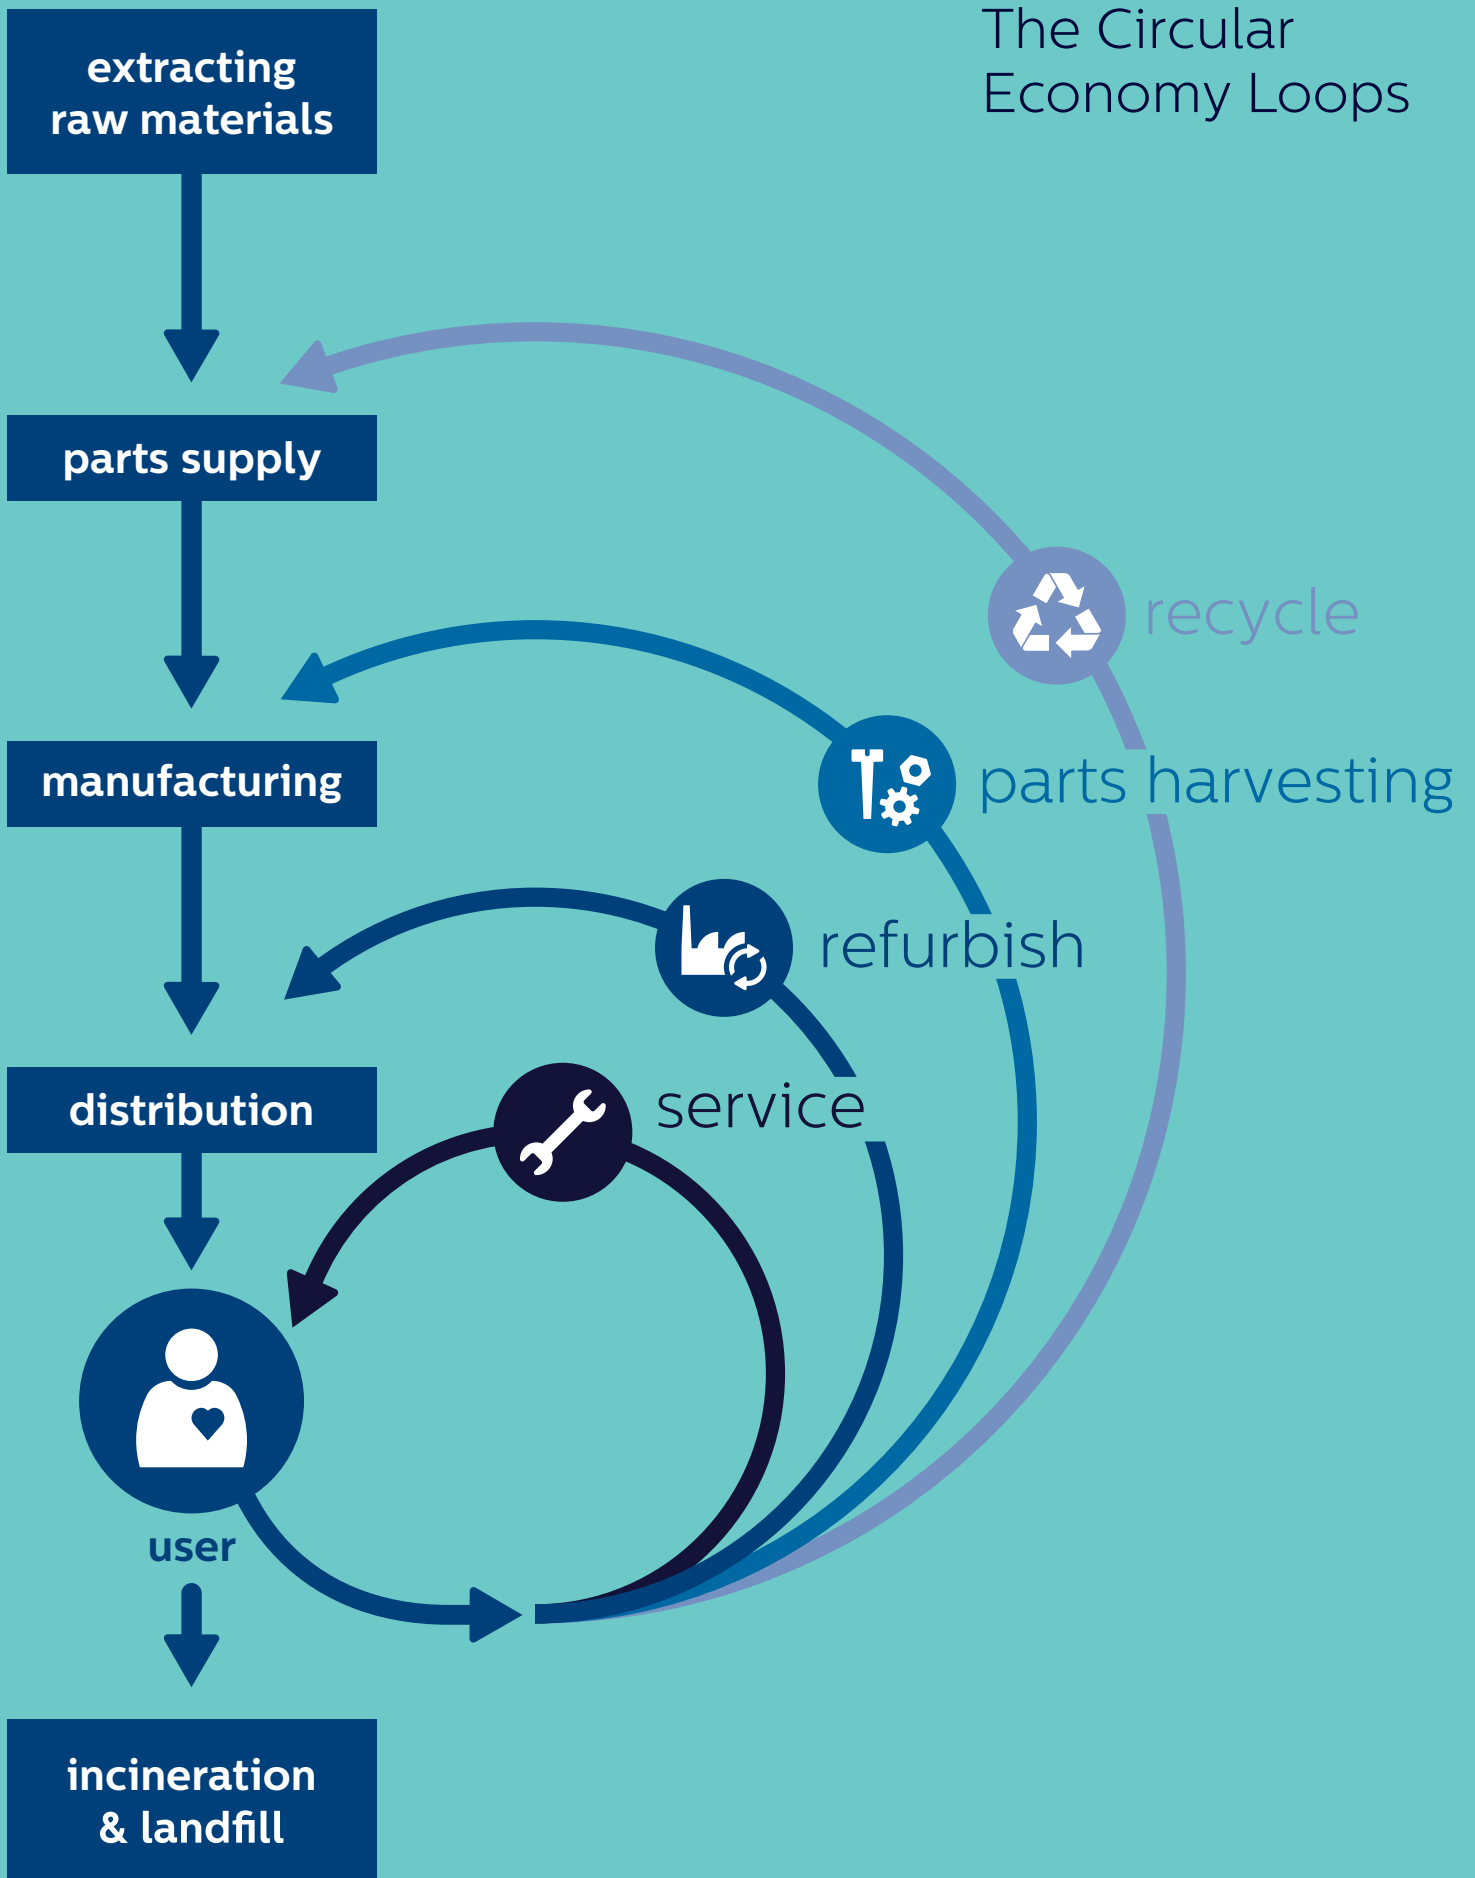 The Circular
Economy Loops
extracting
raw materials
parts supply
recycle
manufacturing
parts harvesting
refurbish
distribution
service
user
incineration
& landfill